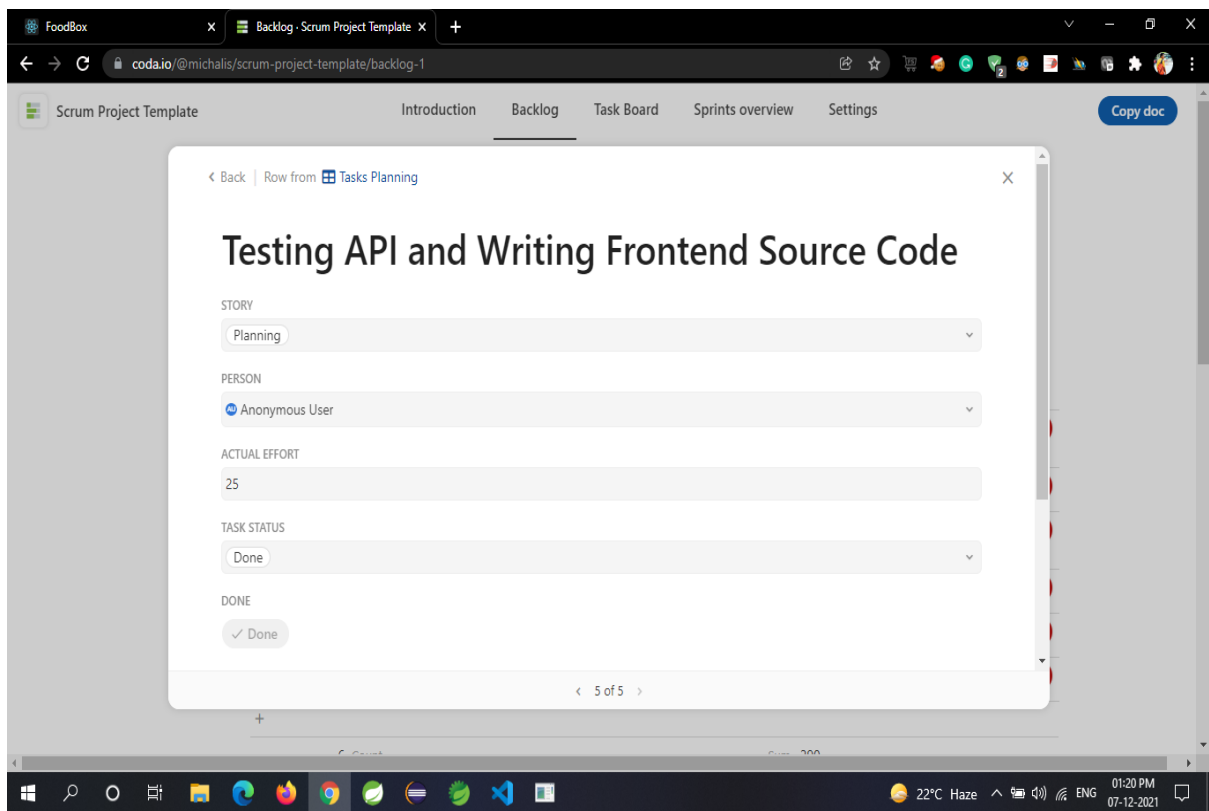 FoodBox
Backlog · Scrum Project Template
coda.io/@michalis/scrum-project-template/backlog-1
2
Scrum Project Template
Introduction
Backlog
Task Board
Sprints overview
Settings
Copy doc
Back
Row from Tasks Planning
Testing API and Writing Frontend Source Code
STORY
Planning
PERSON
AU Anonymous User
ACTUAL EFFORT
25
TASK STATUS
Done
DONE
Done
5 of 5
22°C Haze
ENG
01:20 PM
07-12-2021